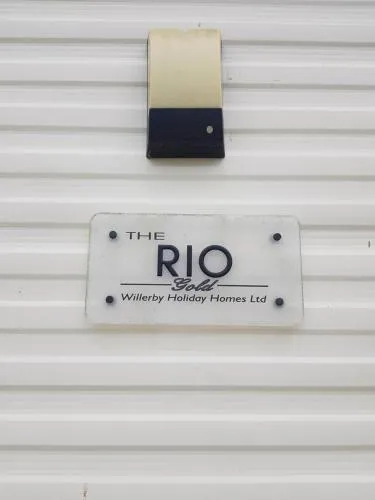 THE
RIO
Gold
Willerby Holiday Homes Ltd